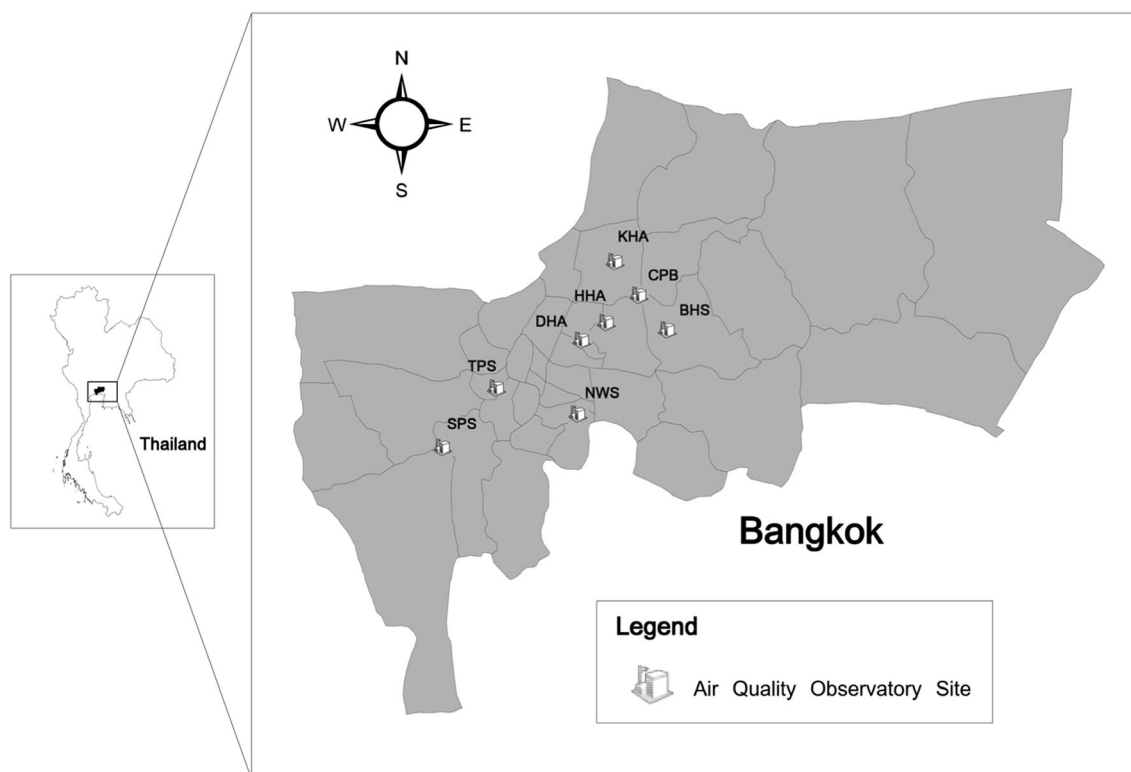 N
W E
S
KHA
CPB
HHA
BHS
DHA
TPS
NWS
SPS
Thailand
Bangkok
Legend
Air Quality Observatory Site